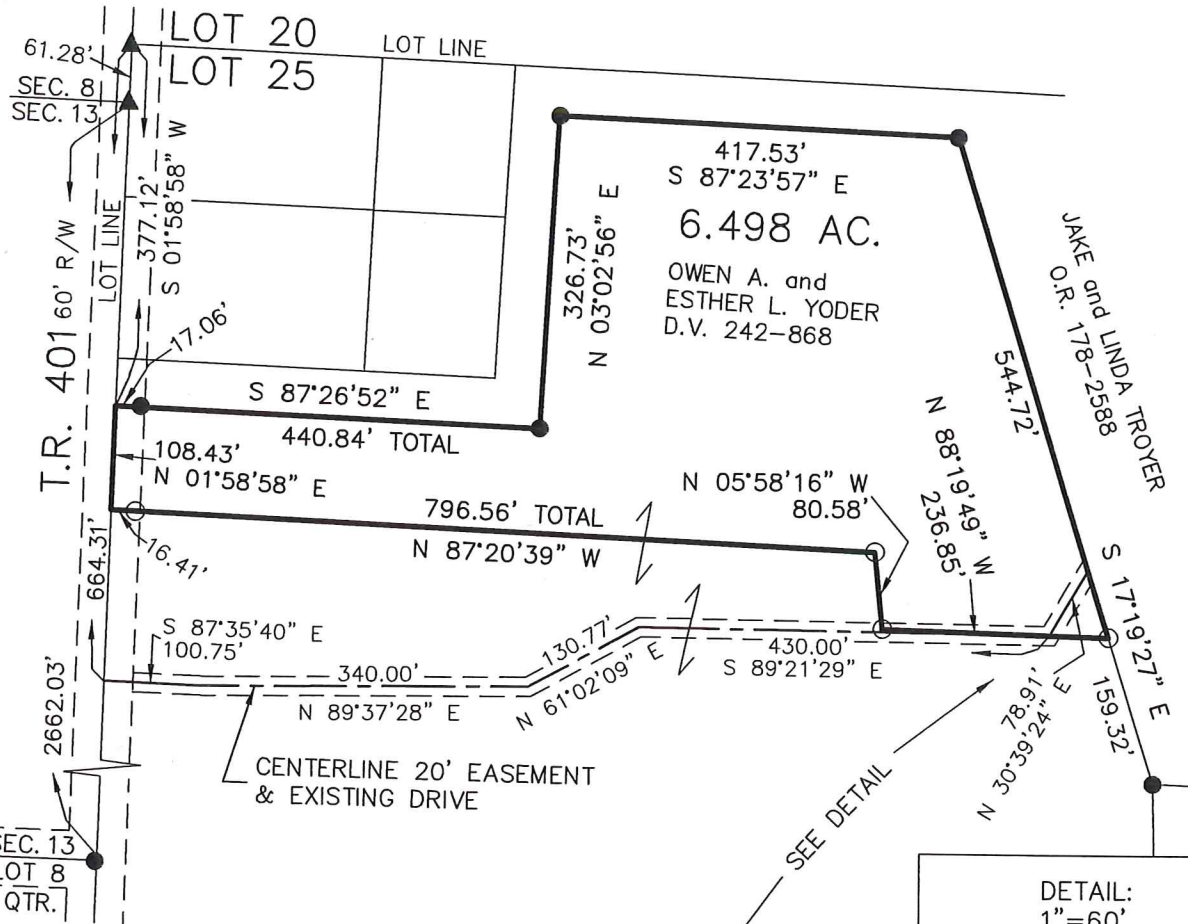 LOT 20
LOT LINE
LOT 25
61.28'
SEC. 8
SEC. 13
377.12'
S 01°58'58" W
LOT LINE
60' R/W
T.R. 401
17.06'
417.53'
S 87°23'57" E
6.498 AC.
OWEN A. and
ESTHER L. YODER
D.V. 242-868
326.73'
N 03°02'56" E
JAKE and LINDA TROYER
O.R. 178-2588
544.72'
S 87°26'52" E
440.84' TOTAL
108.43'
N 01°58'58" E
N 05°58'16" W
80.58'
N 88°19'49" W
236.85'
796.56' TOTAL
N 87°20'39" W
16.41'
664.31'
S 87°35'40" E
100.75'
340.00'
N 89°37'28" E
130.77'
N 61°02'09" E
430.00'
S 89°21'29" E
S 17°19'27" E
159.32'
78.91'
N 30°39'24" E
2662.03'
CENTERLINE 20' EASEMENT
& EXISTING DRIVE
SEE DETAIL
SEC. 13
LOT 8
QTR.
DETAIL:
1"=60'